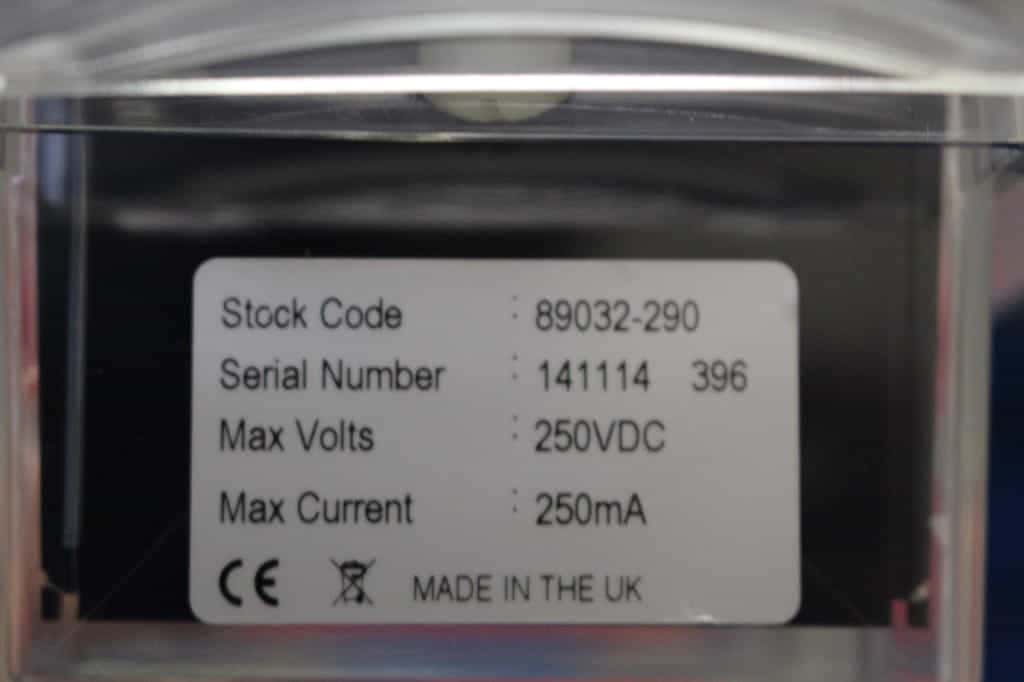 Stock Code : 89032-290
Serial Number : 141114 396
Max Volts : 250VDC
Max Current : 250mA
CE MADE IN THE UK